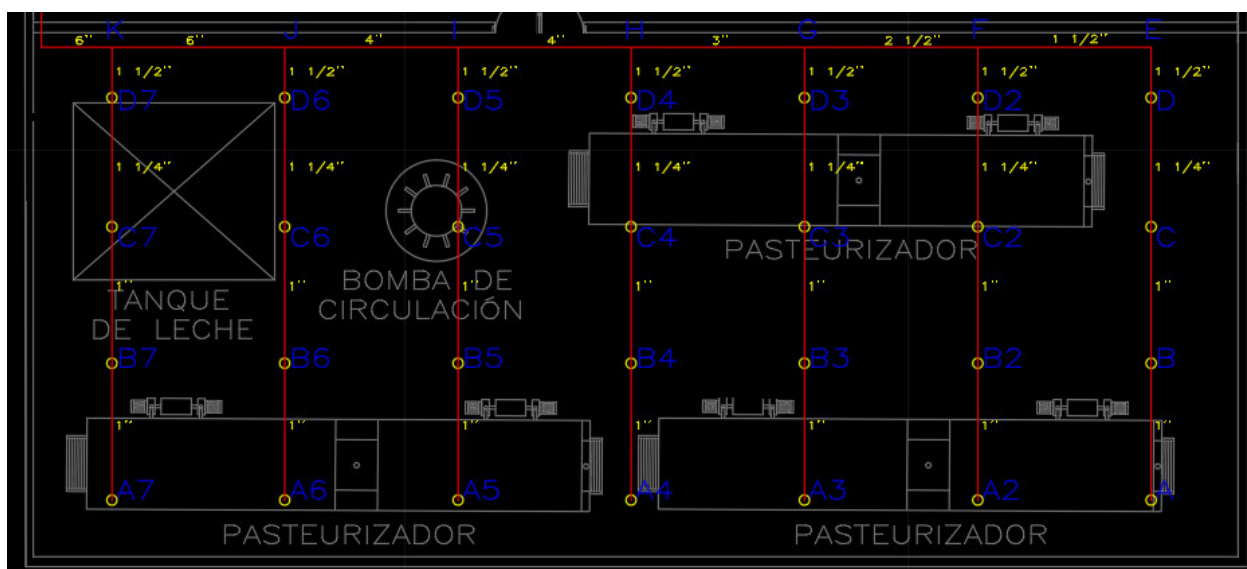 K J I H G F E
6" 6" 4" 4" 3" 2 1/2" 1 1/2"
1 1/2" 1 1/2" 1 1/2" 1 1/2" 1 1/2" 1 1/2" 1 1/2"
D7 D6 D5 D4 D3 D2 D
1 1/4" 1 1/4" 1 1/4" 1 1/4" 1 1/4" 1 1/4" 1 1/4"
C7 C6 C5 C4 C3 C2 C
PASTEURIZADOR
BOMBA DE
CIRCULACIÓN
1" 1" 1" 1" 1" 1" 1"
TANQUE
DE LECHE
B7 B6 B5 B4 B3 B2 B
1" 1" 1" 1" 1" 1" 1"
A7 A6 A5 A4 A3 A2 A
PASTEURIZADOR PASTEURIZADOR